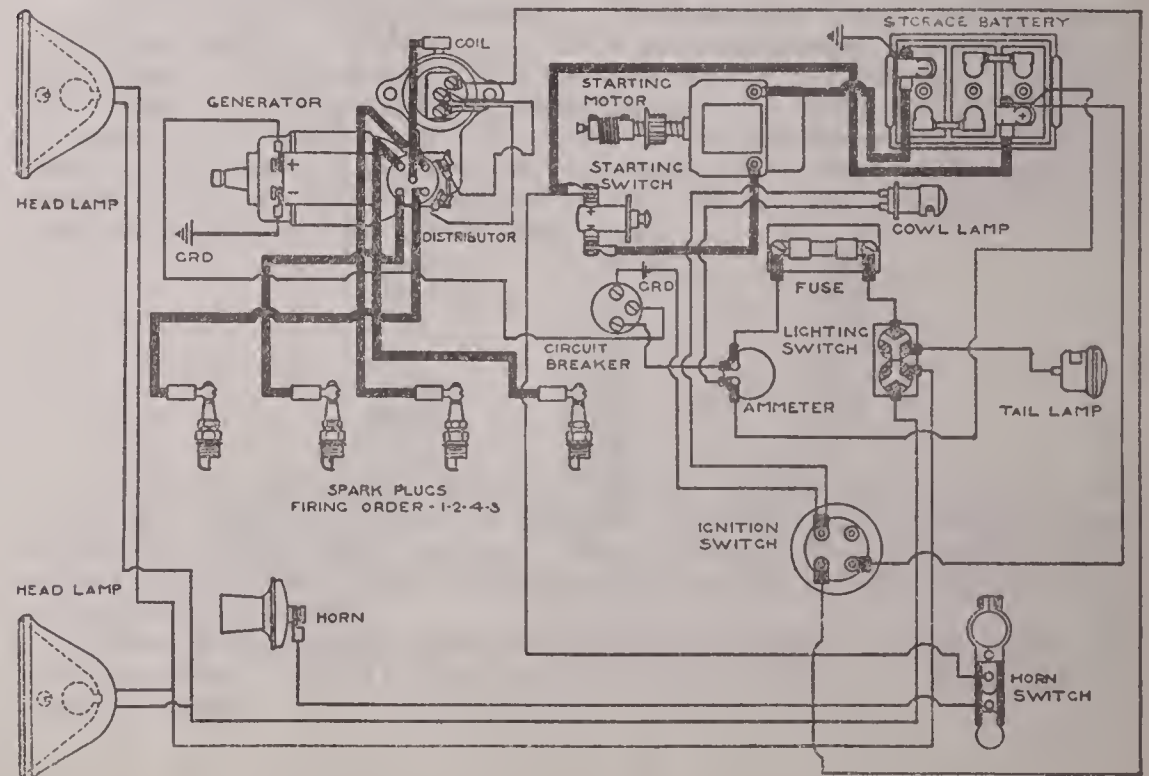 STORAGE BATTERY
COIL
STARTING
MOTOR
GENERATOR
+
-
STARTING
SWITCH
+
-
+
HEAD LAMP
COWL LAMP
DISTRIBUTOR
GRD
GRD
FUSE
LIGHTING
SWITCH
CIRCUIT
BREAKER
AMMETER
TAIL LAMP
SPARK PLUGS
FIRING ORDER - 1-2-4-3
IGNITION
SWITCH
HEAD LAMP
HORN
HORN
SWITCH